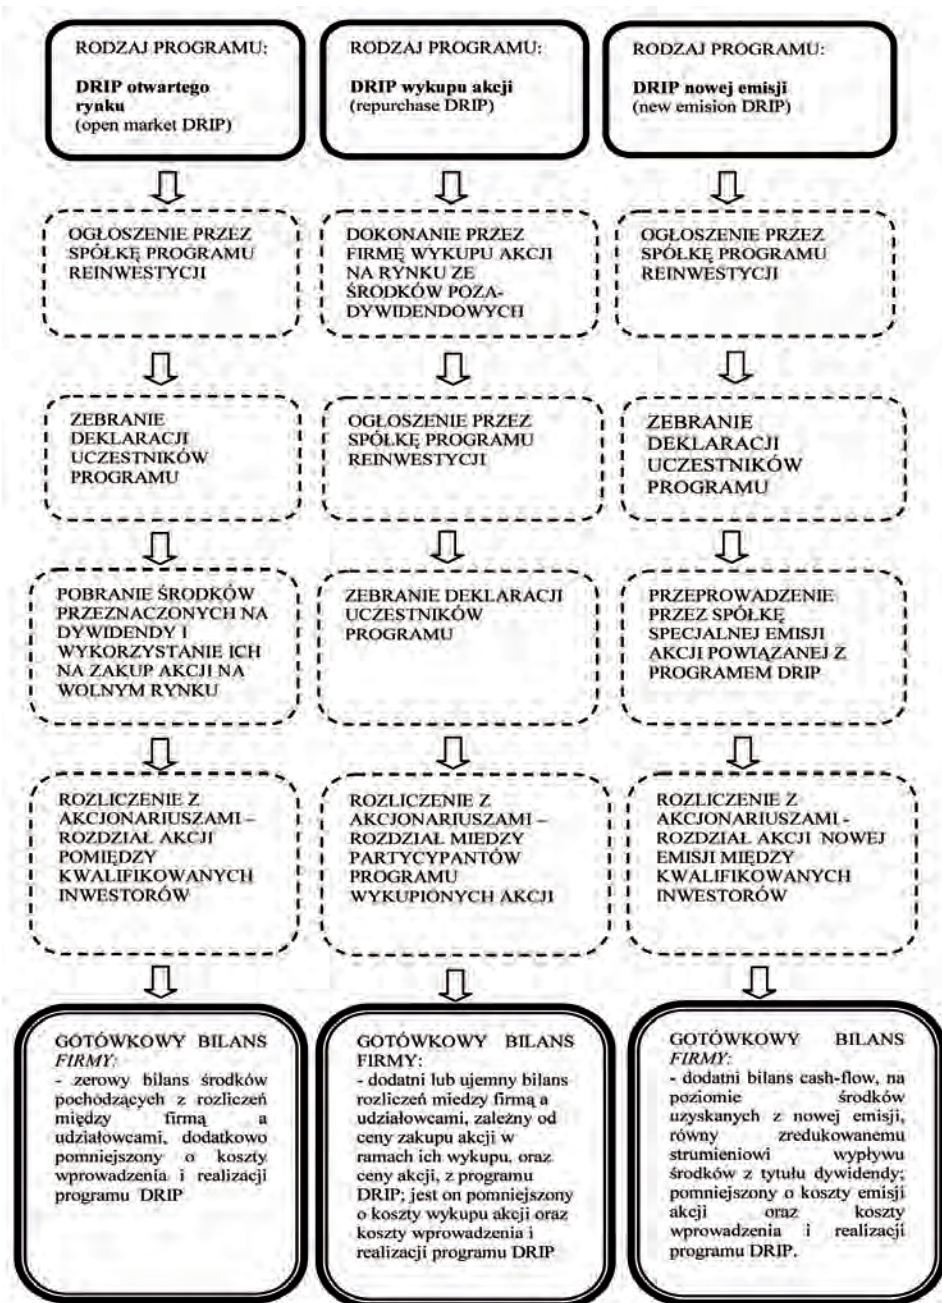 RODZAJ PROGRAMU:
DRIP otwartego
rynku
(open market DRIP)
OGŁOSZENIE PRZEZ
SPÓŁKĘ PROGRAMU
REINWESTYCJI
ZEBRANIE
DEKLARACJI
UCZESTNIKÓW
PROGRAMU
POBRANIE ŚRODKÓW
PRZEZNACZONYCH NA
DYWIDENDY I
WYKORZYSTANIE ICH
NA ZAKUP AKCJI NA
WOLNYM RYNKU
ROZLICZENIE Z
AKCJONARIUSZAMI –
ROZDZIAŁ AKCJI
POMIĘDZY
KWALIFIKOWANYCH
INWESTORÓW
GOTÓWKOWY BILANS
FIRMY:
- zerowy bilans środków
pochodzących z rozliczeń
między firmą a
udziałowcami, dodatkowo
pomniejszony o koszty
wprowadzenia i realizacji
programu DRIP
RODZAJ PROGRAMU:
DRIP wykupu akcji
(repurchase DRIP)
DOKONANIE PRZEZ
FIRMĘ WYKUPU AKCJI
NA RYNKU ZE
ŚRODKÓW POZA-
DYWIDENDOWYCH
OGŁOSZENIE PRZEZ
SPÓŁKĘ PROGRAMU
REINWESTYCJI
ZEBRANIE DEKLARACJI
UCZESTNIKÓW
PROGRAMU
ROZLICZENIE Z
AKCJONARIUSZAMI –
ROZDZIAŁ MIEDZY
PARTYCYPANTÓW
PROGRAMU
WYKUPIONYCH AKCJI
GOTÓWKOWY BILANS
FIRMY:
- dodatni lub ujemny bilans
rozliczeń miedzy firmą a
udziałowcami, zależny od
ceny zakupu akcji w
ramach ich wykupu, oraz
ceny akcji, z programu
DRIP; jest on pomniejszony
o koszty wykupu akcji oraz
koszty wprowadzenia i
realizacji programu DRIP
RODZAJ PROGRAMU:
DRIP nowej emisji
(new emision DRIP)
OGŁOSZENIE PRZEZ
SPÓŁKĘ PROGRAMU
REINWESTYCJI
ZEBRANIE
DEKLARACJI
UCZESTNIKÓW
PROGRAMU
PRZEPROWADZENIE
PRZEZ SPÓŁKĘ
SPECJALNEJ EMISJI
AKCJI POWIĄZANEJ Z
PROGRAMEM DRIP
ROZLICZENIE Z
AKCJONARIUSZAMI -
ROZDZIAŁ AKCJI NOWEJ
EMISJI MIĘDZY
KWALIFIKOWANYCH
INWESTORÓW
GOTÓWKOWY BILANS
FIRMY:
- dodatni bilans cash-flow, na
poziomie środków
uzyskanych z nowej emisji,
równy zredukowanemu
strumieniowi wypływu
środków z tytułu dywidendy;
pomniejszony o koszty emisji
akcji oraz koszty
wprowadzenia i realizacji
programu DRIP.